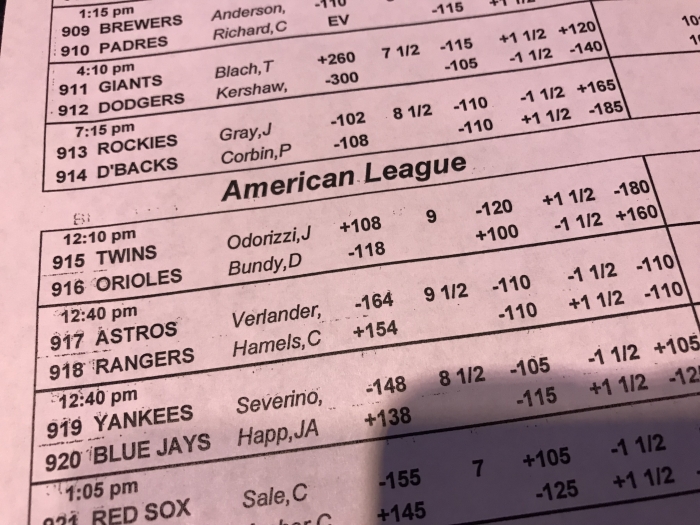 1:15 pm
909 BREWERS Anderson, -110 -115
910 PADRES Richard,C EV
4:10 pm
911 GIANTS Blach,T +260 7 1/2 -115 +1 1/2 +120
912 DODGERS Kershaw, -300 -105 -1 1/2 -140
7:15 pm
913 ROCKIES Gray,J -102 8 1/2 -110 -1 1/2 +165
914 D'BACKS Corbin,P -108 -110 +1 1/2 -185
American League
12:10 pm
915 TWINS Odorizzi,J +108 9 -120 +1 1/2 -180
916 ORIOLES Bundy,D -118 +100 -1 1/2 +160
12:40 pm
917 ASTROS Verlander, -164 9 1/2 -110 -1 1/2 -110
918 RANGERS Hamels,C +154 -110 +1 1/2 -110
12:40 pm
919 YANKEES Severino, -148 8 1/2 -105 -1 1/2 +105
920 BLUE JAYS Happ,JA +138 -115 +1 1/2
1:05 pm
921 RED SOX Sale,C -155 7 +105 -1 1/2
+145 -125 +1 1/2